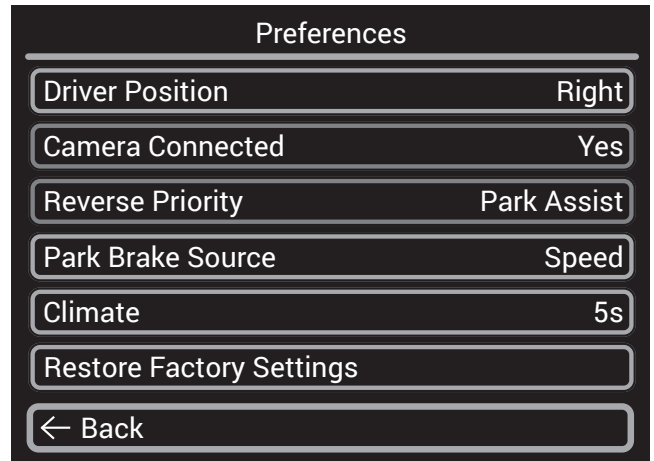 Preferences
Driver Position Right
Camera Connected Yes
Reverse Priority Park Assist
Park Brake Source Speed
Climate 5s
Restore Factory Settings
← Back